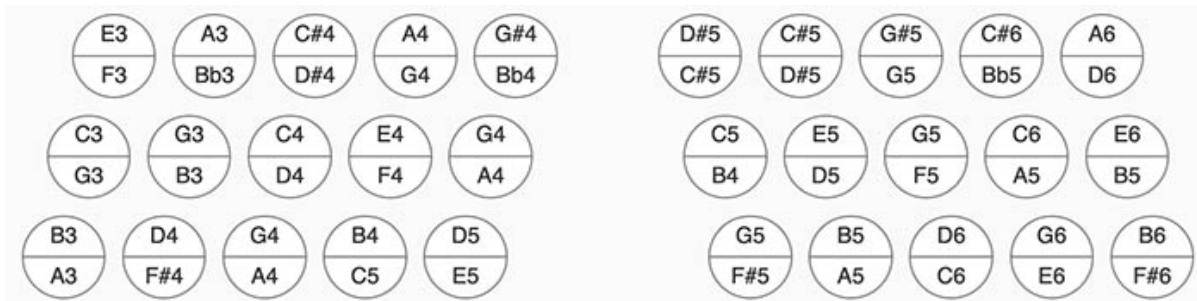 E3 A3 C#4 A4 G#4 D#5 C#5 G#5 C#6 A6
F3 Bb3 D#4 G4 Bb4 C#5 D#5 G5 Bb5 D6
C3 G3 C4 E4 G4 C5 E5 G5 C6 E6
G3 B3 D4 F4 A4 B4 D5 F5 A5 B5
B3 D4 G4 B4 D5 G5 B5 D6 G6 B6
A3 F#4 A4 C5 E5 F#5 A5 C6 E6 F#6